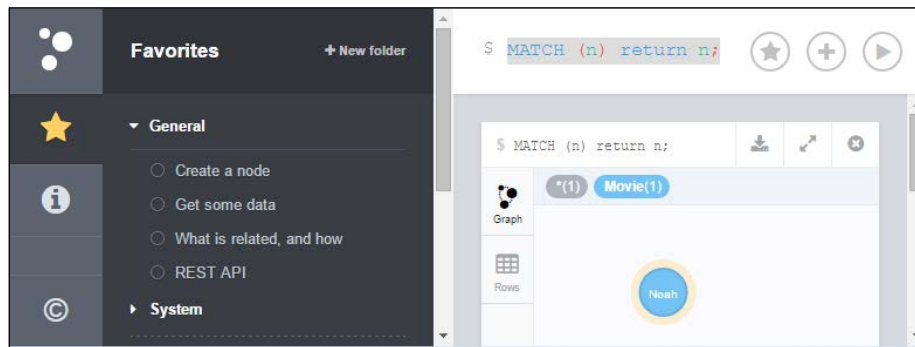 Favorites
+ New folder
General
Create a node
Get some data
What is related, and how
REST API
System
$ MATCH (n) return n;
$ MATCH (n) return n;
*(1) Movie(1)
Graph
Rows
Noah